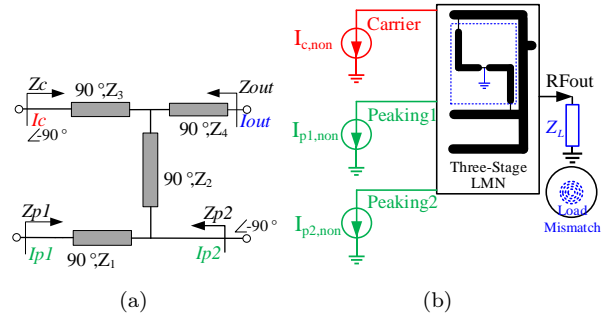 Zc
Zout
90 °,Z3
90 °,Z4
Ic
Iout
∠-90 °
90 °,Z2
Zp1
Zp2
∠-90 °
Ip1
Ip2
90 °,Z1
(a)
Carrier
Ic,non
Peaking1
Ip1,non
Peaking2
Ip2,non
Three-Stage
LMN
RFout
ZL
Load
Mismatch
(b)